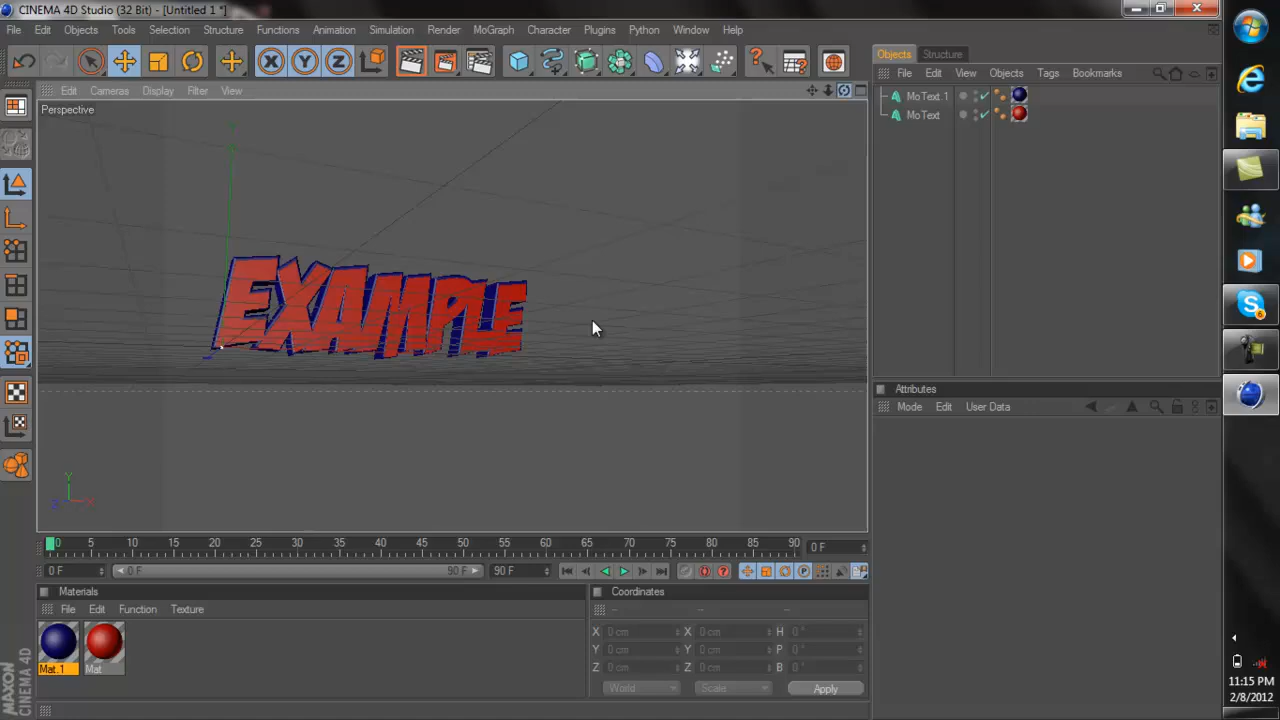 CINEMA 4D Studio (32 Bit) - [Untitled 1 *]
File Edit Objects Tools Selection Structure Functions Animation Simulation Render MoGraph Character Plugins Python Window Help
X Y Z
Edit Cameras Display Filter View
Perspective
EXAMPLE
Y
X
Z
Objects Structure
File Edit View Objects Tags Bookmarks
MoText.1
MoText
Attributes
Mode Edit User Data
0 5 10 15 20 25 30 35 40 45 50 55 60 65 70 75 80 85 90 0 F
0 F 0 F 90 F 90 F
Materials
File Edit Function Texture
Mat.1 Mat
Coordinates
-- -- --
X 0 cm X 0 cm H 0 °
Y 0 cm Y 0 cm P 0 °
Z 0 cm Z 0 cm B 0 °
World Scale Apply
MAXON CINEMA 4D
11:15 PM
2/8/2012